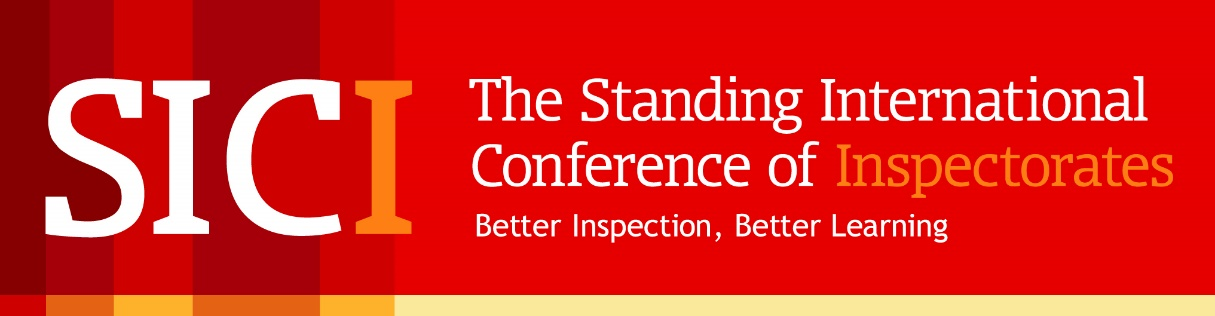 SICI
The Standing International
Conference of Inspectorates
Better Inspection, Better Learning